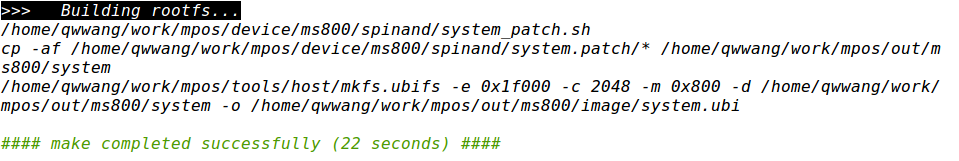 >>>   Building rootfs...
/home/qwwang/work/mpos/device/ms800/spinand/system_patch.sh
cp -af /home/qwwang/work/mpos/device/ms800/spinand/system.patch/* /home/qwwang/work/mpos/out/m
s800/system
/home/qwwang/work/mpos/tools/host/mkfs.ubifs -e 0x1f000 -c 2048 -m 0x800 -d /home/qwwang/work/
mpos/out/ms800/system -o /home/qwwang/work/mpos/out/ms800/image/system.ubi
#### make completed successfully (22 seconds) ####